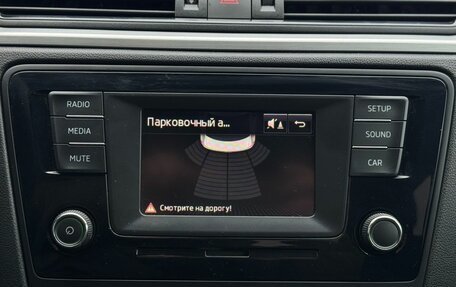 RADIO
MEDIA
MUTE
Парковочный а...
Смотрите на дорогу!
SETUP
SOUND
CAR